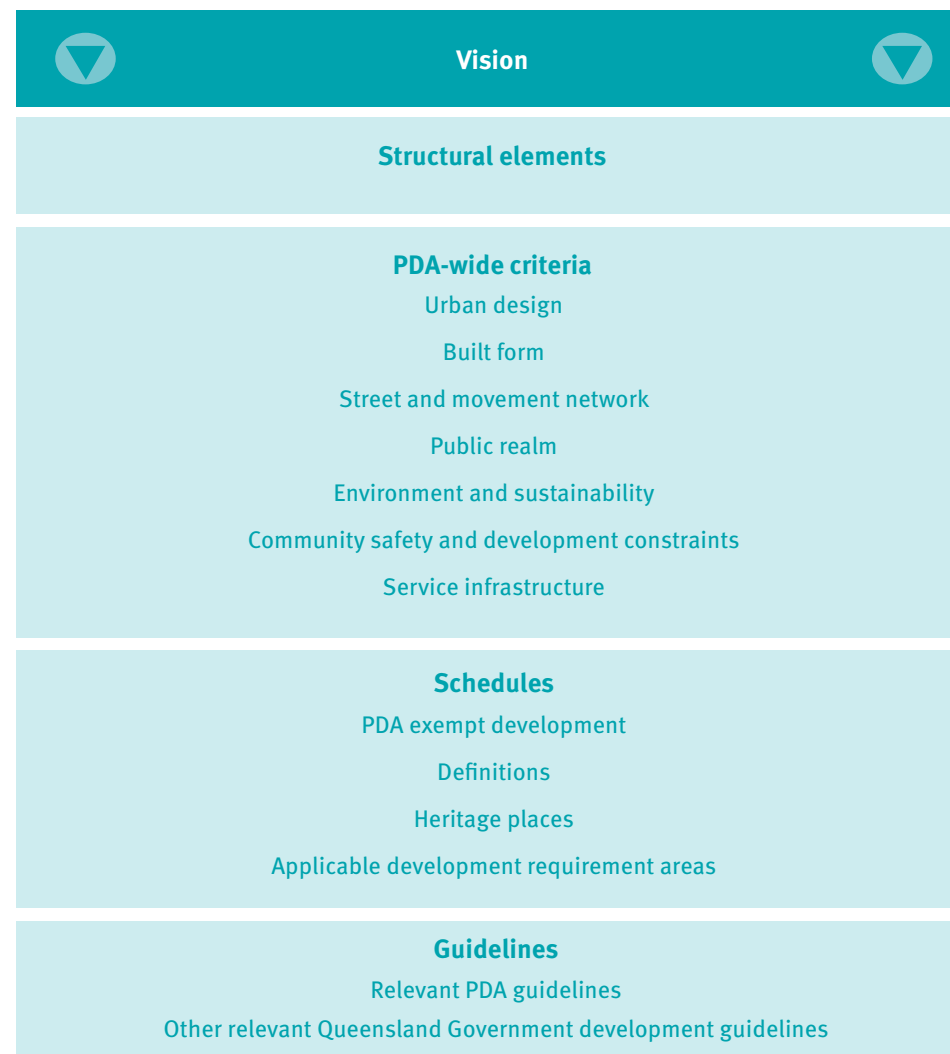 Vision
Structural elements
PDA-wide criteria
Urban design
Built form
Street and movement network
Public realm
Environment and sustainability
Community safety and development constraints
Service infrastructure
Schedules
PDA exempt development
Definitions
Heritage places
Applicable development requirement areas
Guidelines
Relevant PDA guidelines
Other relevant Queensland Government development guidelines